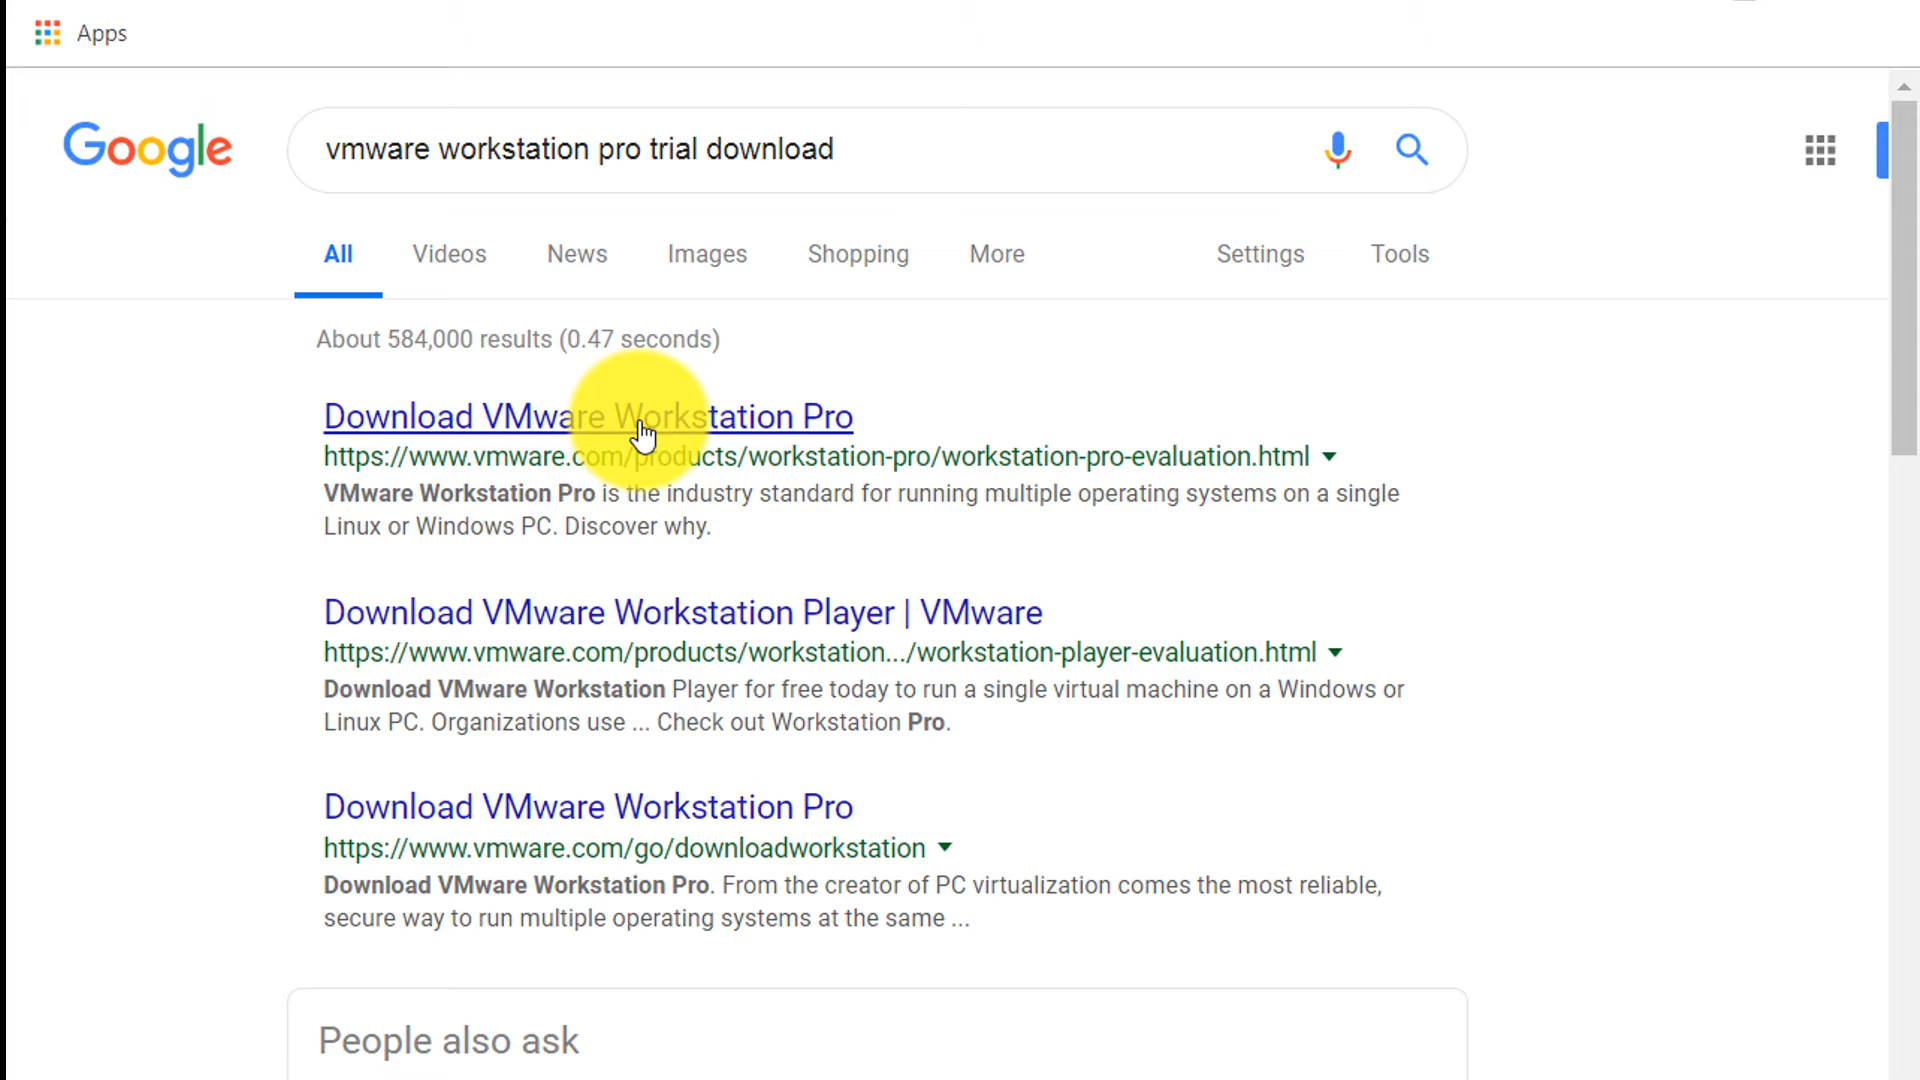 Apps
Google
vmware workstation pro trial download
All Videos News Images Shopping More Settings Tools
About 584,000 results (0.47 seconds)
Download VMware Workstation Pro
https://www.vmware.com/products/workstation-pro/workstation-pro-evaluation.html
VMware Workstation Pro is the industry standard for running multiple operating systems on a single
Linux or Windows PC. Discover why.
Download VMware Workstation Player | VMware
https://www.vmware.com/products/workstation.../workstation-player-evaluation.html
Download VMware Workstation Player for free today to run a single virtual machine on a Windows or
Linux PC. Organizations use ... Check out Workstation Pro.
Download VMware Workstation Pro
https://www.vmware.com/go/downloadworkstation
Download VMware Workstation Pro. From the creator of PC virtualization comes the most reliable,
secure way to run multiple operating systems at the same ...
People also ask